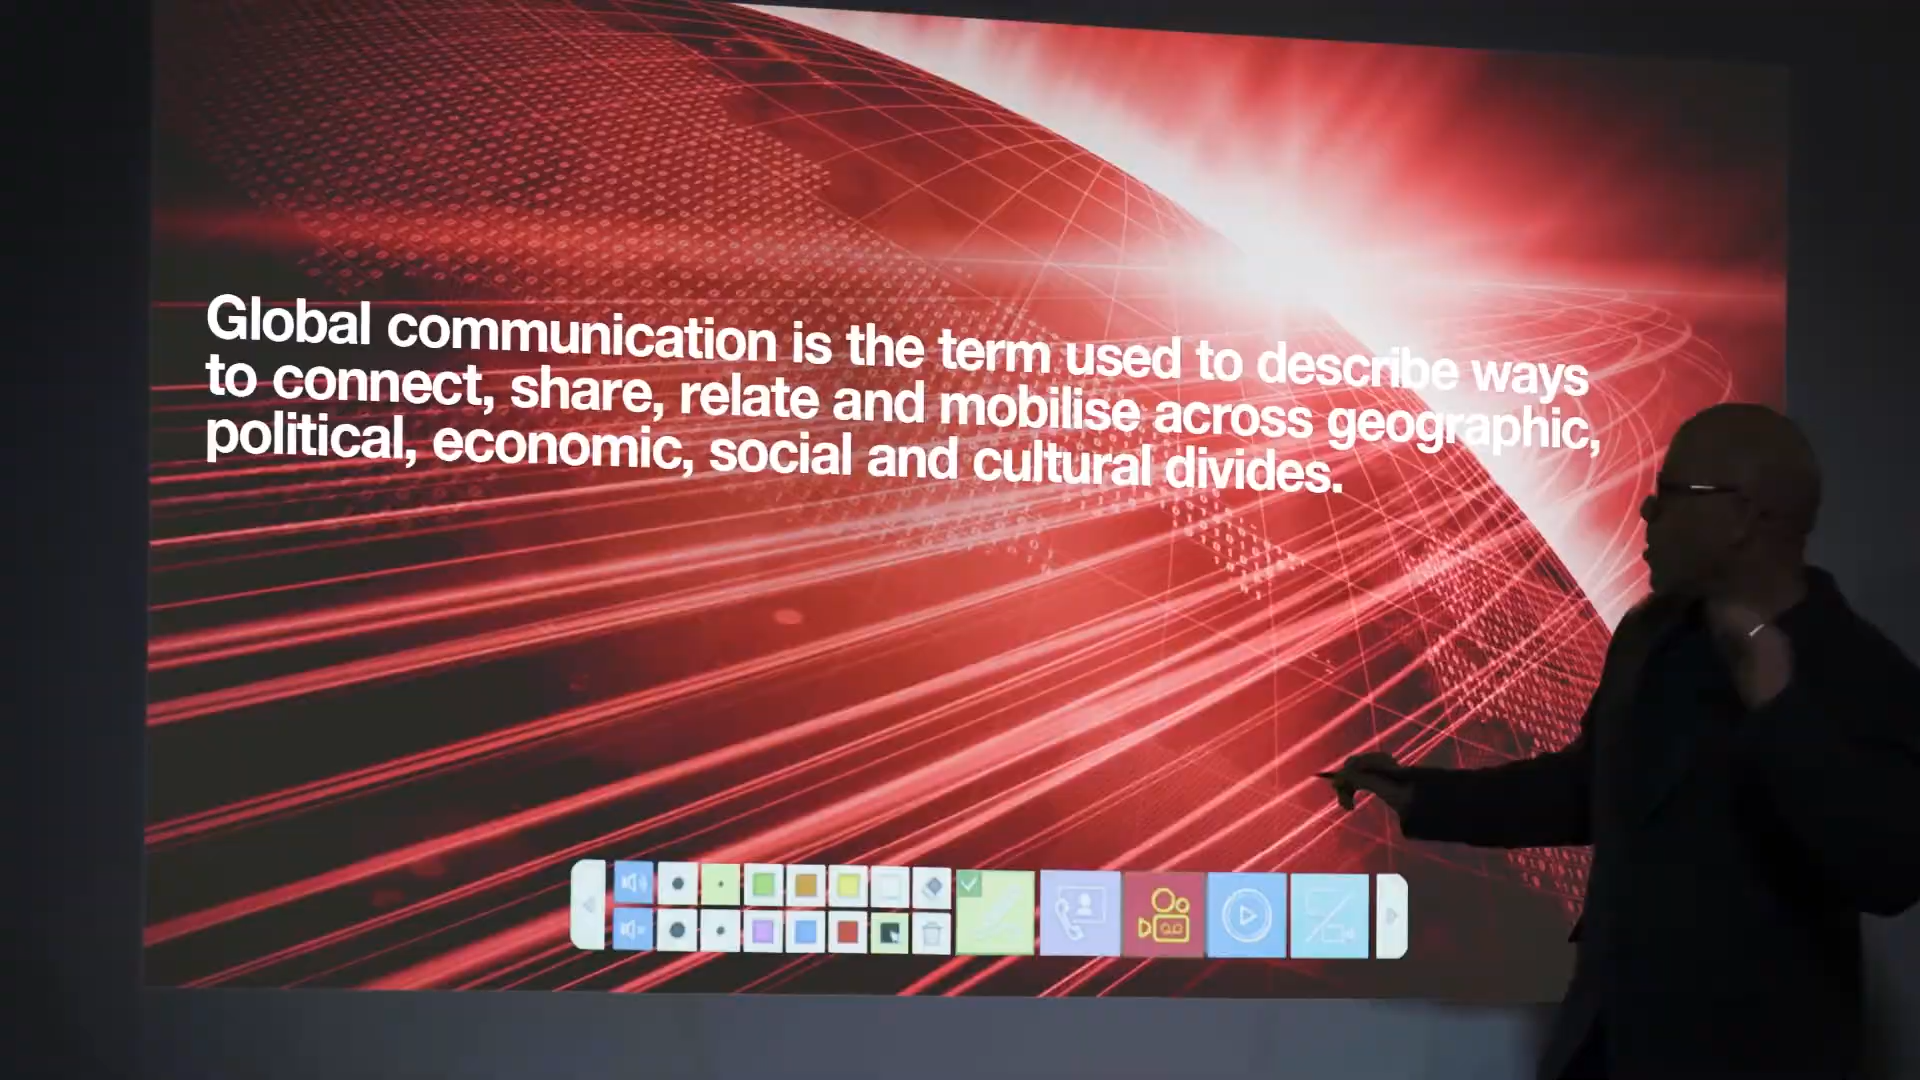 Global communication is the term used to describe ways
to connect, share, relate and mobilise across geographic,
political, economic, social and cultural divides.